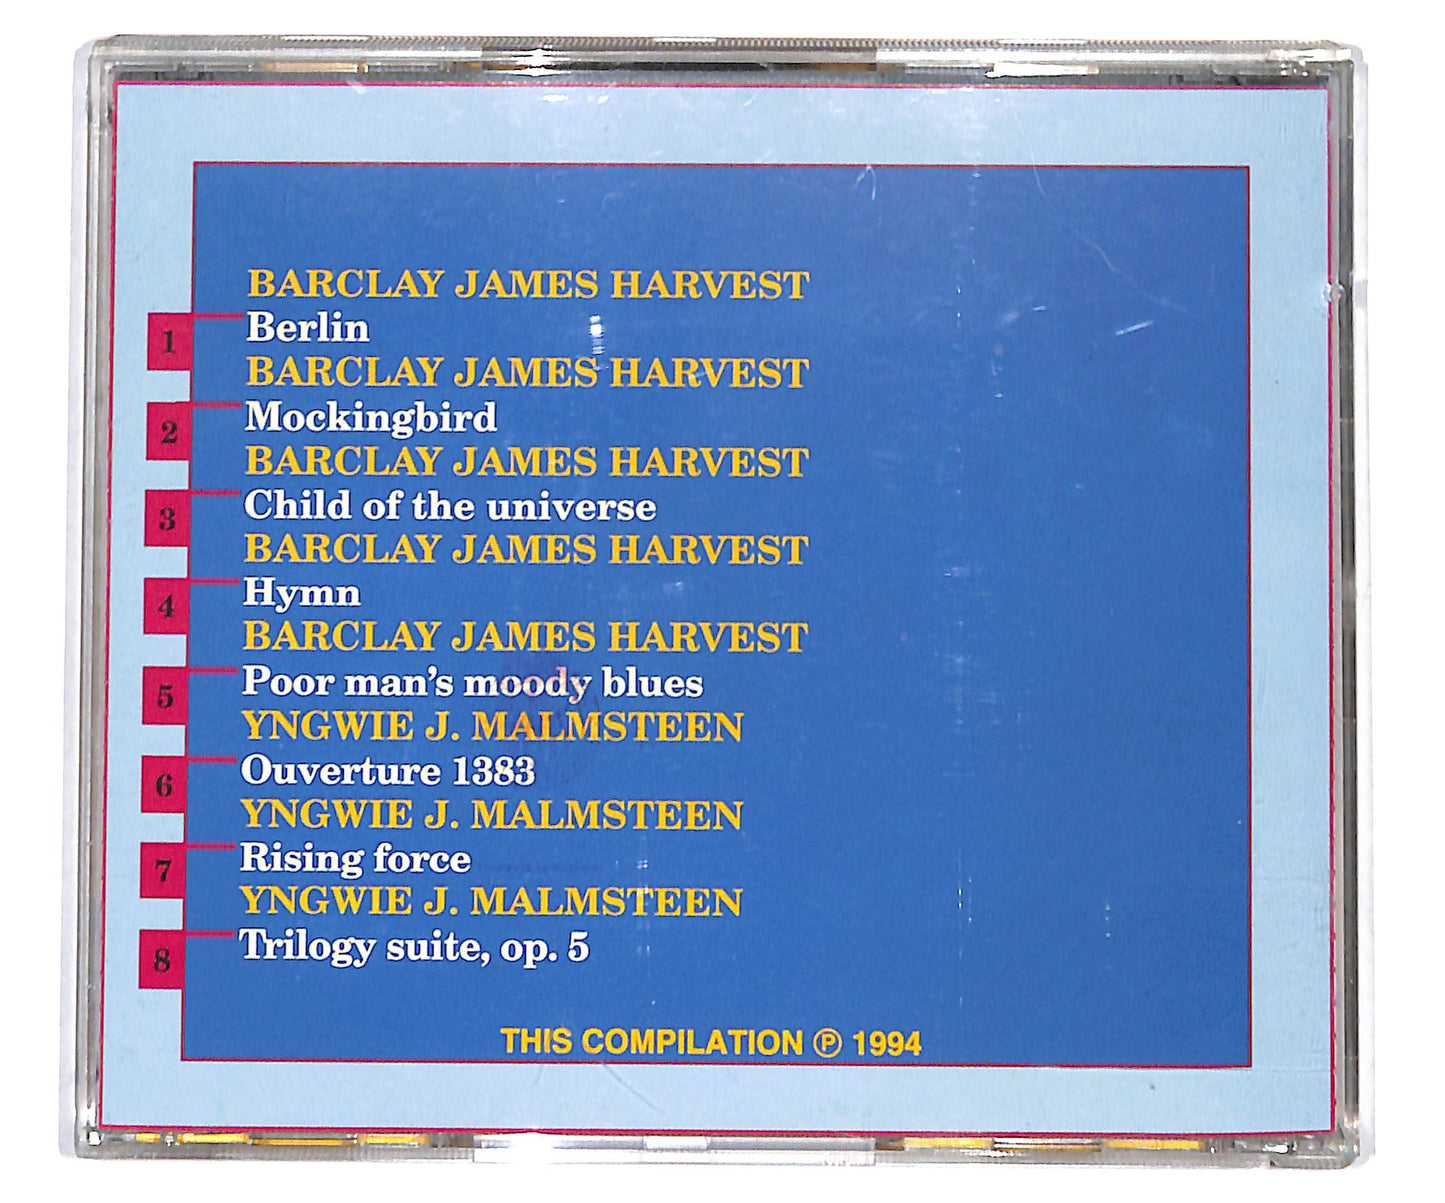 BARCLAY JAMES HARVEST
1 Berlin
BARCLAY JAMES HARVEST
2 Mockingbird
BARCLAY JAMES HARVEST
3 Child of the universe
BARCLAY JAMES HARVEST
4 Hymn
BARCLAY JAMES HARVEST
5 Poor man's moody blues
YNGWIE J. MALMSTEEN
6 Ouverture 1383
YNGWIE J. MALMSTEEN
7 Rising force
YNGWIE J. MALMSTEEN
8 Trilogy suite, op. 5
THIS COMPILATION ℗ 1994